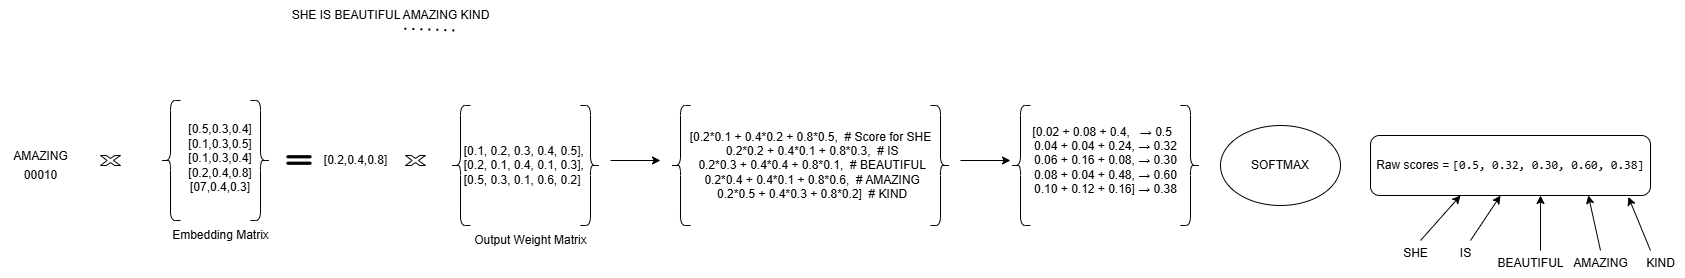 SHE IS BEAUTIFUL AMAZING KIND
AMAZING
00010
[0.5,0.3,0.4]
[0.1,0.3,0.5]
[0.1,0.3,0.4]
[0.2,0.4,0.8]
[07,0.4,0.3]
Embedding Matrix
[0.2,0.4,0.8]
[0.1, 0.2, 0.3, 0.4, 0.5],
[0.2, 0.1, 0.4, 0.1, 0.3],
[0.5, 0.3, 0.1, 0.6, 0.2]
Output Weight Matrix
[0.2*0.1 + 0.4*0.2 + 0.8*0.5, # Score for SHE
0.2*0.2 + 0.4*0.1 + 0.8*0.3, # IS
0.2*0.3 + 0.4*0.4 + 0.8*0.1, # BEAUTIFUL
0.2*0.4 + 0.4*0.1 + 0.8*0.6, # AMAZING
0.2*0.5 + 0.4*0.3 + 0.8*0.2] # KIND
[0.02 + 0.08 + 0.4, → 0.5
0.04 + 0.04 + 0.24, → 0.32
0.06 + 0.16 + 0.08, → 0.30
0.08 + 0.04 + 0.48, → 0.60
0.10 + 0.12 + 0.16] → 0.38
SOFTMAX
Raw scores = [0.5, 0.32, 0.30, 0.60, 0.38]
SHE IS BEAUTIFUL AMAZING KIND